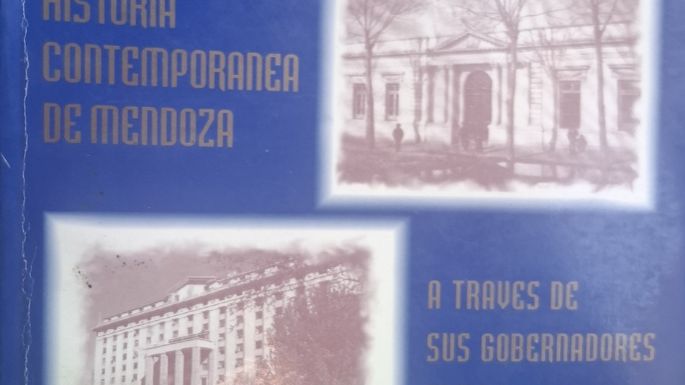 HISTORIA
CONTEMPORANEA
DE MENDOZA
A TRAVES DE
SUS GOBERNADORES